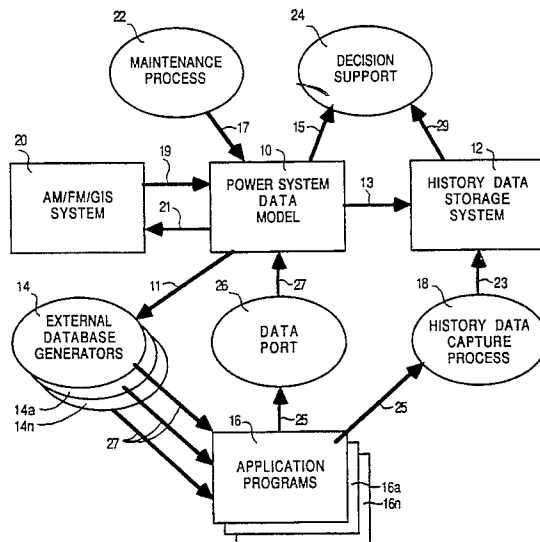 22
MAINTENANCE
PROCESS
24
DECISION
SUPPORT
17
15
29
20
AM/FM/GIS
SYSTEM
19
21
10
POWER SYSTEM
DATA
MODEL
13
12
HISTORY DATA
STORAGE
SYSTEM
11
14
EXTERNAL
DATABASE
GENERATORS
14a
14n
27
26
DATA
PORT
27
23
18
HISTORY DATA
CAPTURE
PROCESS
25
25
16
APPLICATION
PROGRAMS
16a
16n